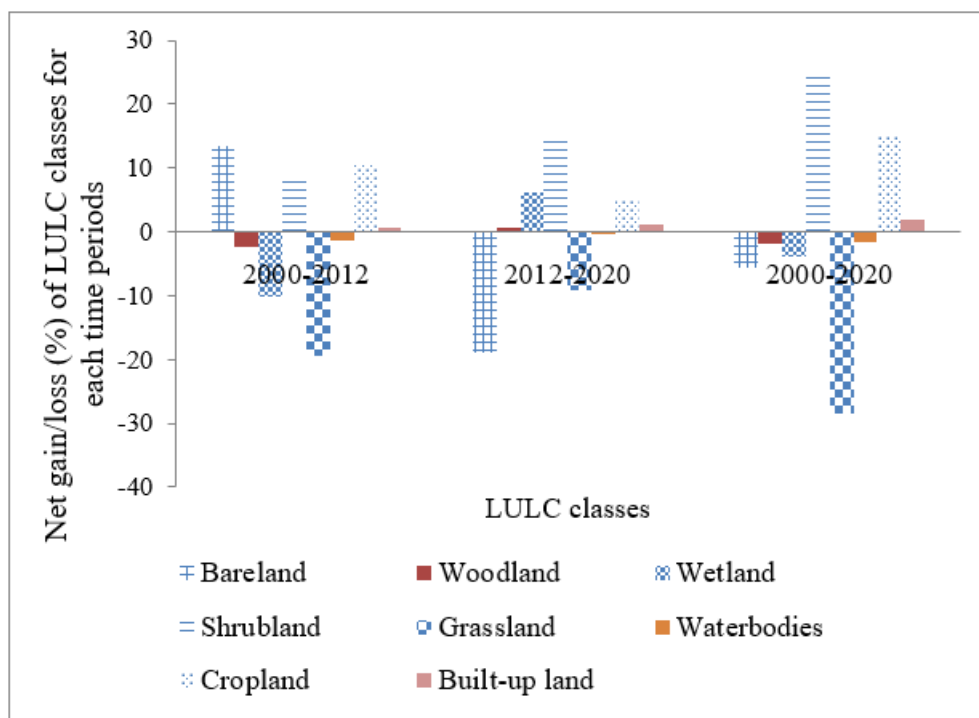 Net gain/loss (%) of LULC classes for
each time periods
30
20
10
0
-10
-20
-30
-40
2000-2012 2012-2020 2000-2020
LULC classes
Bareland Woodland Wetland
Shrubland Grassland Waterbodies
Cropland Built-up land